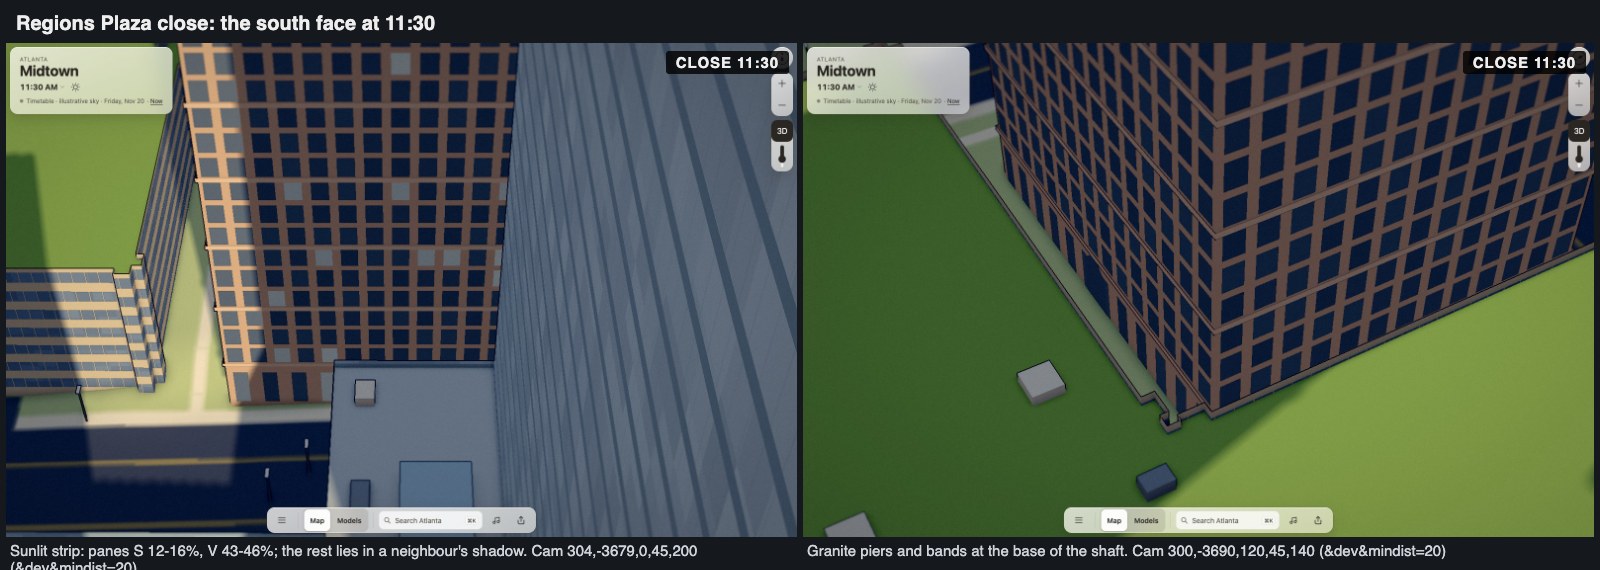 Regions Plaza close: the south face at 11:30
ATLANTA
Midtown
11:30 AM
Timetable · Illustrative sky · Friday, Nov 20 · Now
CLOSE 11:30
+
−
3D
Map
Models
Search Atlanta
⌘K
Sunlit strip: panes S 12-16%, V 43-46%; the rest lies in a neighbour's shadow. Cam 304,-3679,0,45,200
(&dev&mindist=20)
ATLANTA
Midtown
11:30 AM
Timetable · Illustrative sky · Friday, Nov 20 · Now
CLOSE 11:30
+
−
3D
Map
Models
Search Atlanta
⌘K
Granite piers and bands at the base of the shaft. Cam 300,-3690,120,45,140 (&dev&mindist=20)